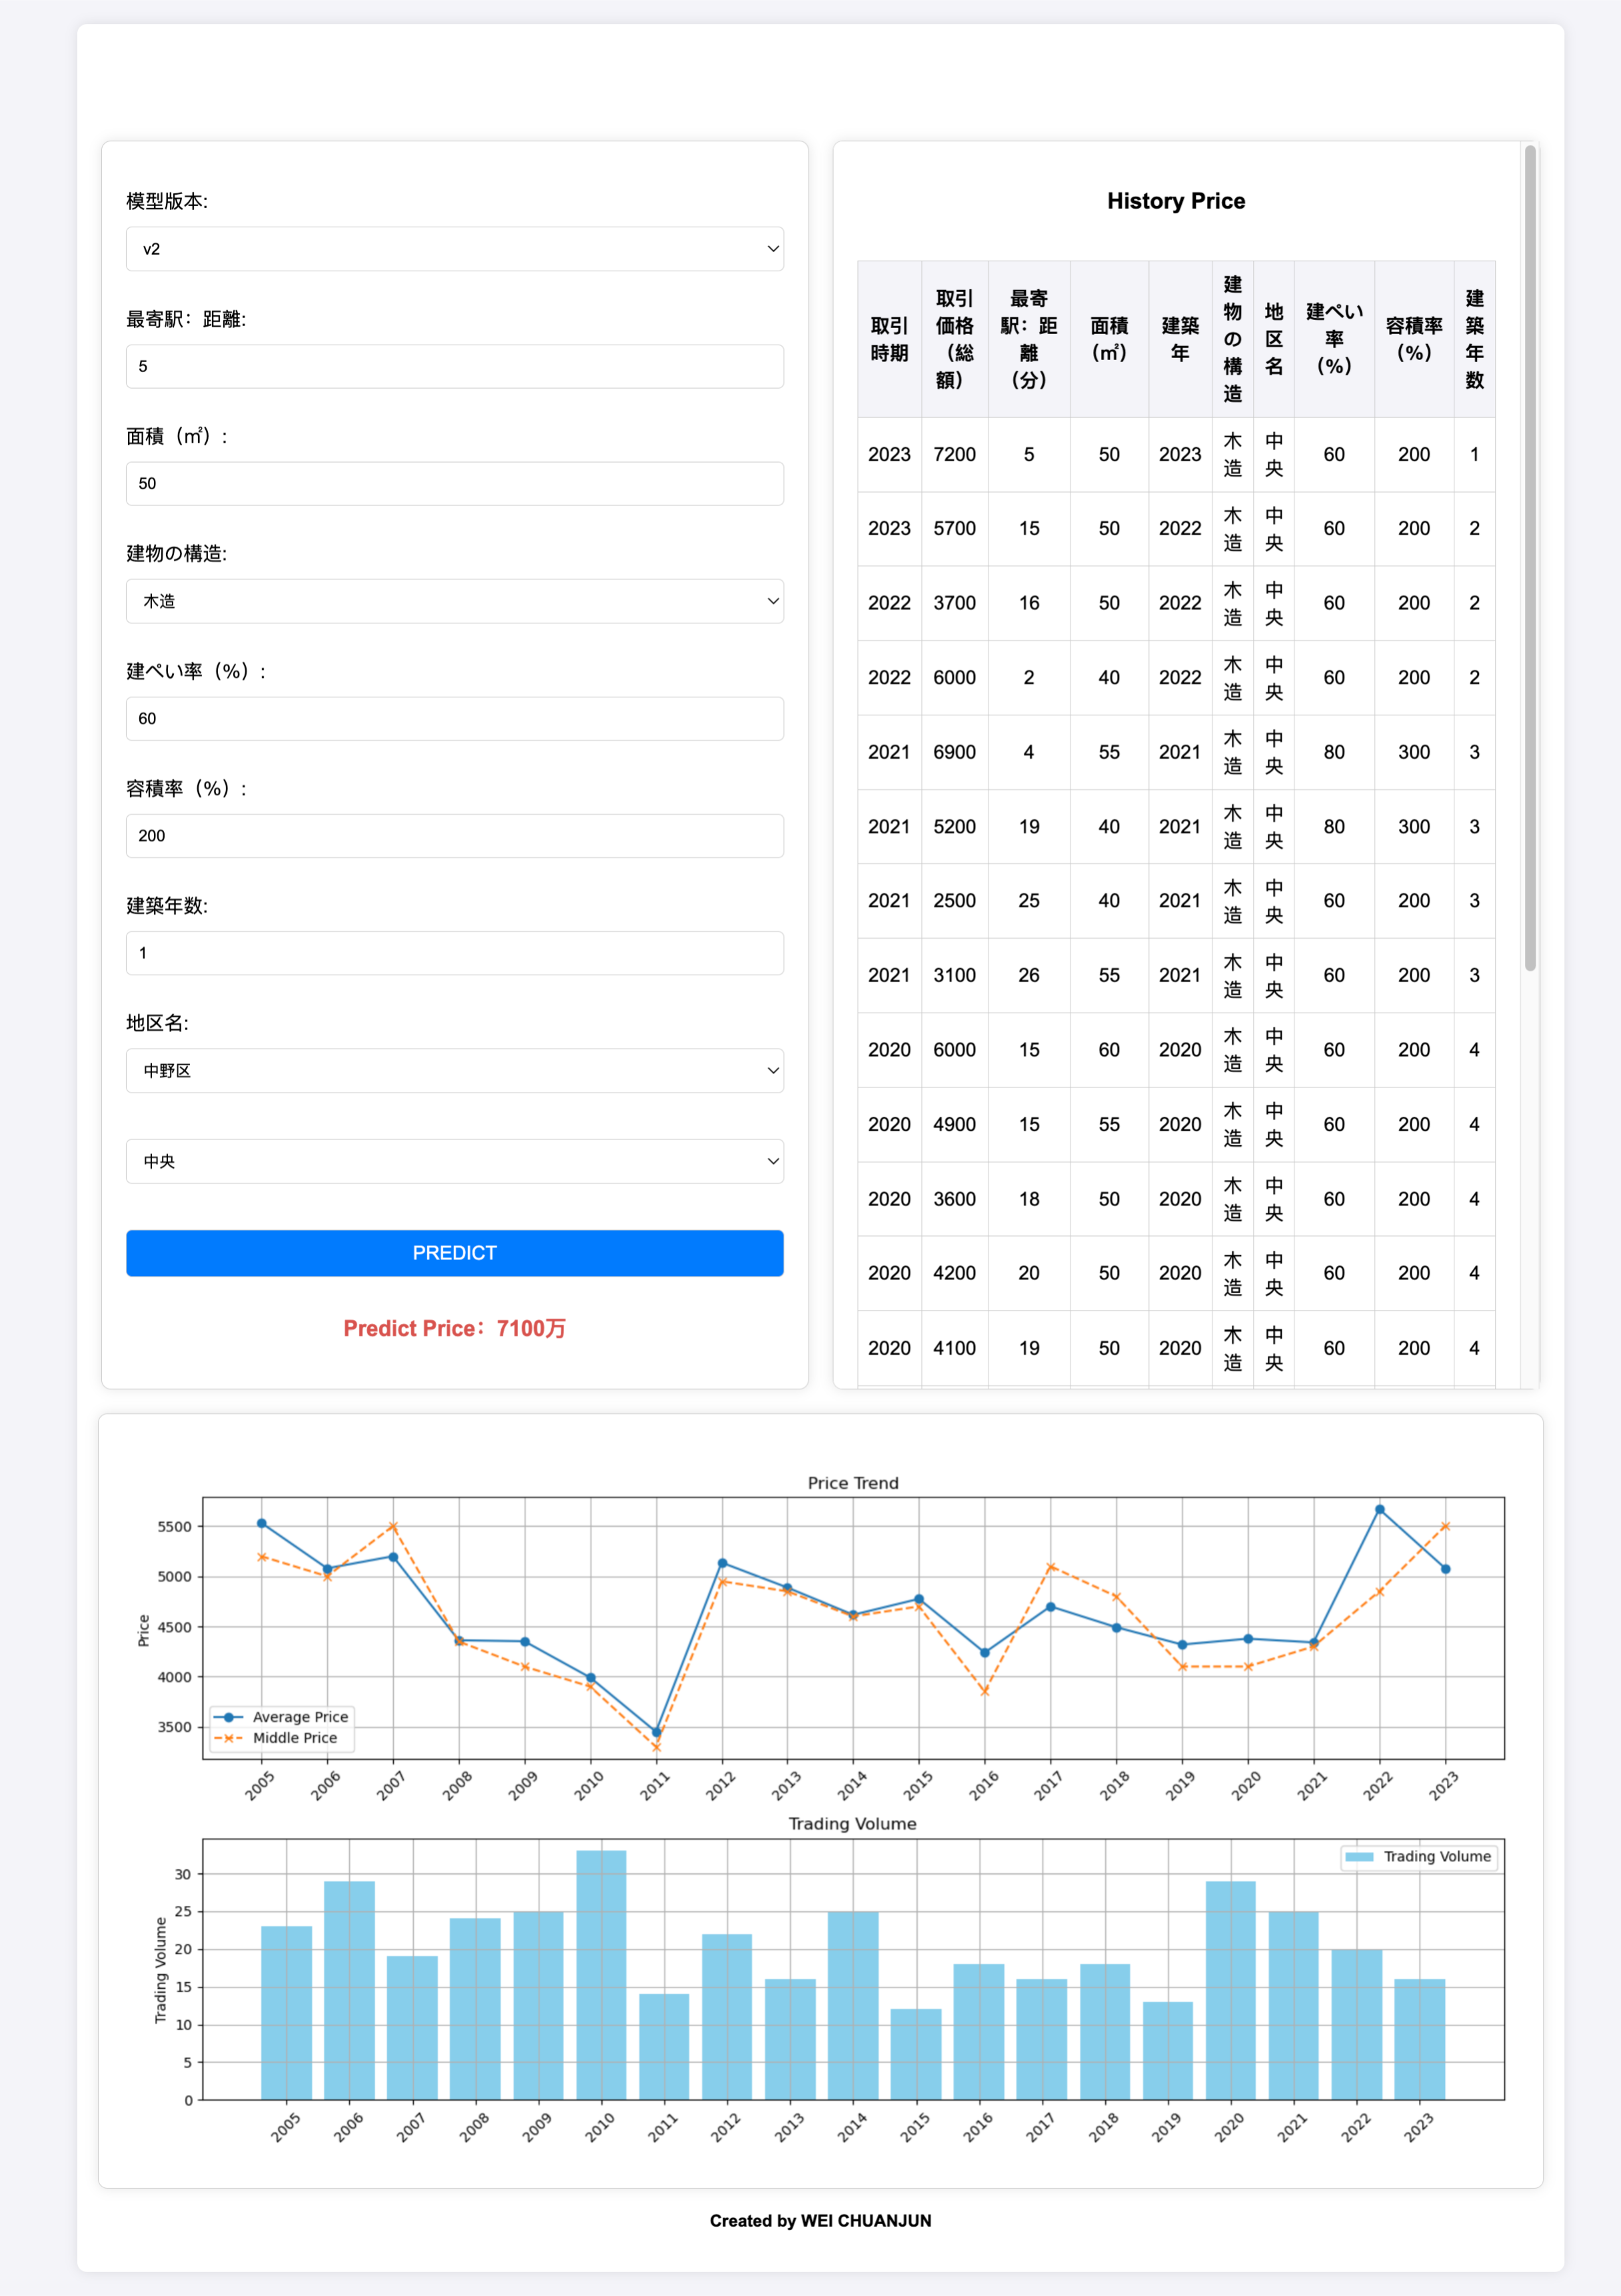 模型版本:
v2
最寄駅：距離:
5
面積（㎡）:
50
建物の構造:
木造
建ぺい率（%）:
60
容積率（%）:
200
建築年数:
1
地区名:
中野区
中央
PREDICT
Predict Price：7100万
History Price
取引時期 取引価格（総額） 最寄駅：距離（分） 面積（㎡） 建築年 建物の構造 地区名 建ぺい率（%） 容積率（%） 建築年数
2023 7200 5 50 2023 木造 中央 60 200 1
2023 5700 15 50 2022 木造 中央 60 200 2
2022 3700 16 50 2022 木造 中央 60 200 2
2022 6000 2 40 2022 木造 中央 60 200 2
2021 6900 4 55 2021 木造 中央 80 300 3
2021 5200 19 40 2021 木造 中央 80 300 3
2021 2500 25 40 2021 木造 中央 60 200 3
2021 3100 26 55 2021 木造 中央 60 200 3
2020 6000 15 60 2020 木造 中央 60 200 4
2020 4900 15 55 2020 木造 中央 60 200 4
2020 3600 18 50 2020 木造 中央 60 200 4
2020 4200 20 50 2020 木造 中央 60 200 4
2020 4100 19 50 2020 木造 中央 60 200 4
Price Trend
Price
5500
5000
4500
4000
3500
Average Price
Middle Price
2005 2006 2007 2008 2009 2010 2011 2012 2013 2014 2015 2016 2017 2018 2019 2020 2021 2022 2023
Trading Volume
Trading Volume
Trading Volume
30
25
20
15
10
5
0
2005 2006 2007 2008 2009 2010 2011 2012 2013 2014 2015 2016 2017 2018 2019 2020 2021 2022 2023
Created by WEI CHUANJUN